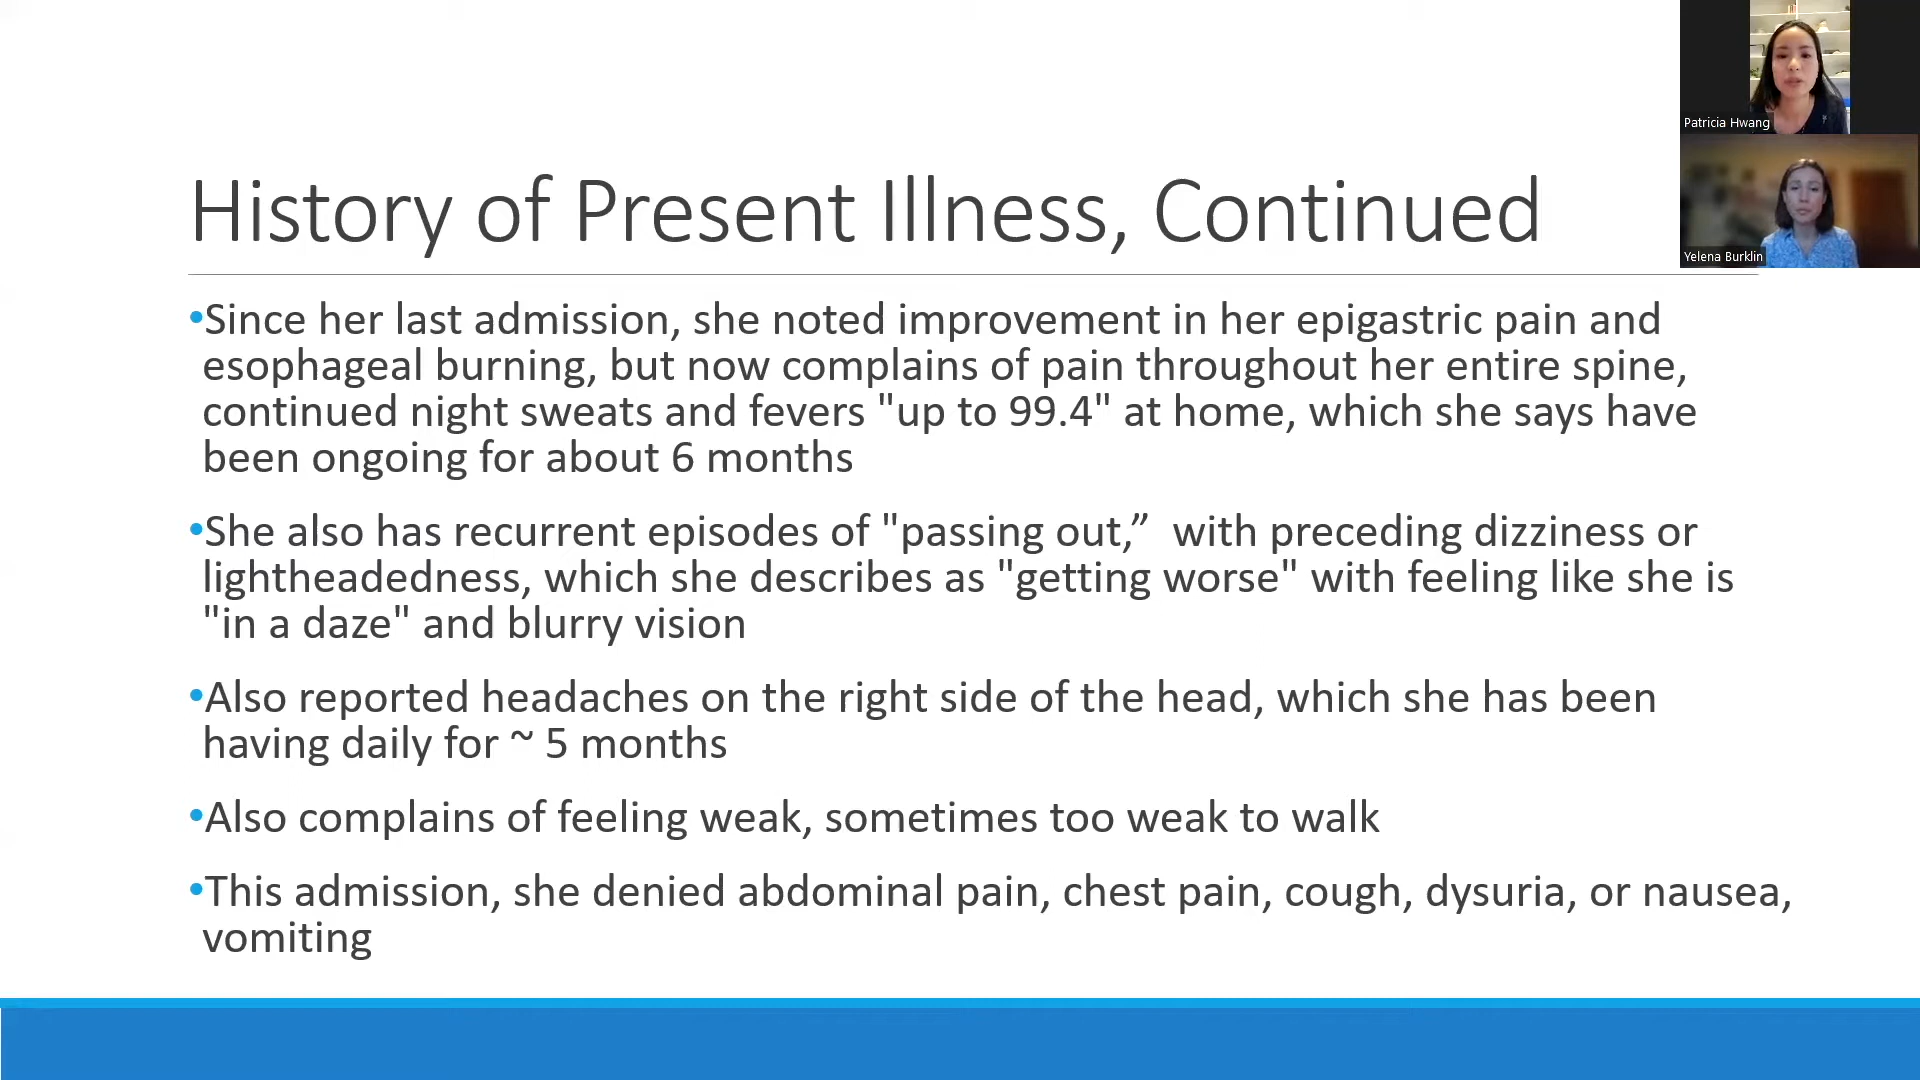 History of Present Illness, Continued
•Since her last admission, she noted improvement in her epigastric pain and
esophageal burning, but now complains of pain throughout her entire spine,
continued night sweats and fevers "up to 99.4" at home, which she says have
been ongoing for about 6 months
•She also has recurrent episodes of "passing out,”  with preceding dizziness or
lightheadedness, which she describes as "getting worse" with feeling like she is
"in a daze" and blurry vision
•Also reported headaches on the right side of the head, which she has been
having daily for ~ 5 months
•Also complains of feeling weak, sometimes too weak to walk
•This admission, she denied abdominal pain, chest pain, cough, dysuria, or nausea,
vomiting
Patricia Hwang
Yelena Burklin